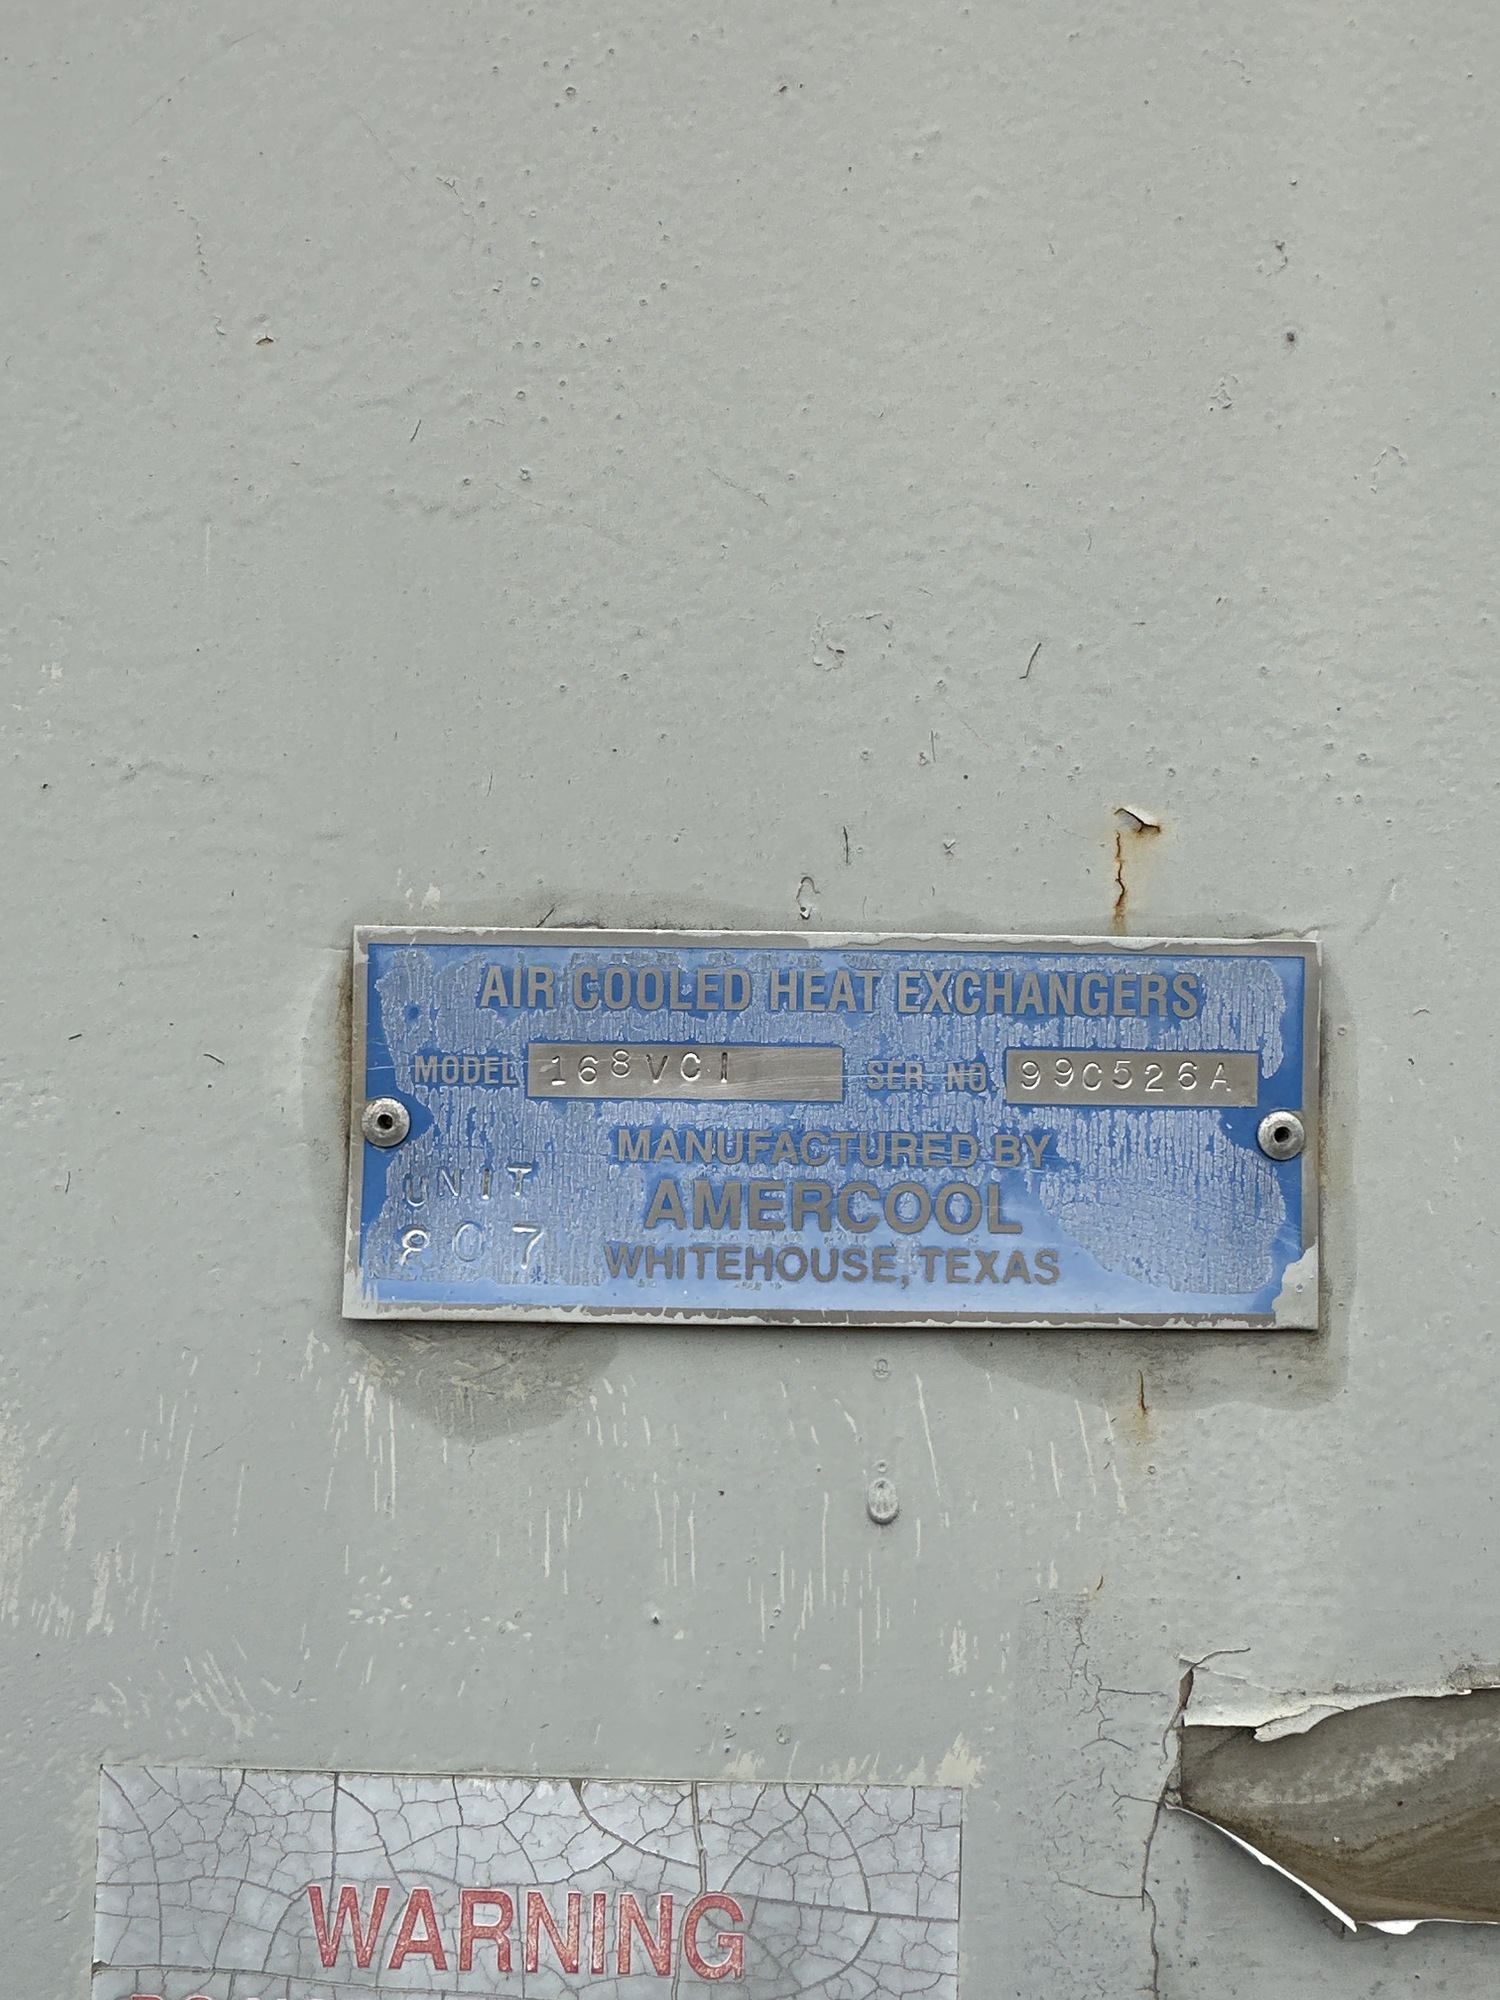 AIR COOLED HEAT EXCHANGERS
MODEL 168VCI SER. NO. 99C526A
MANUFACTURED BY
UNIT AMERCOOL
807 WHITEHOUSE, TEXAS
WARNING